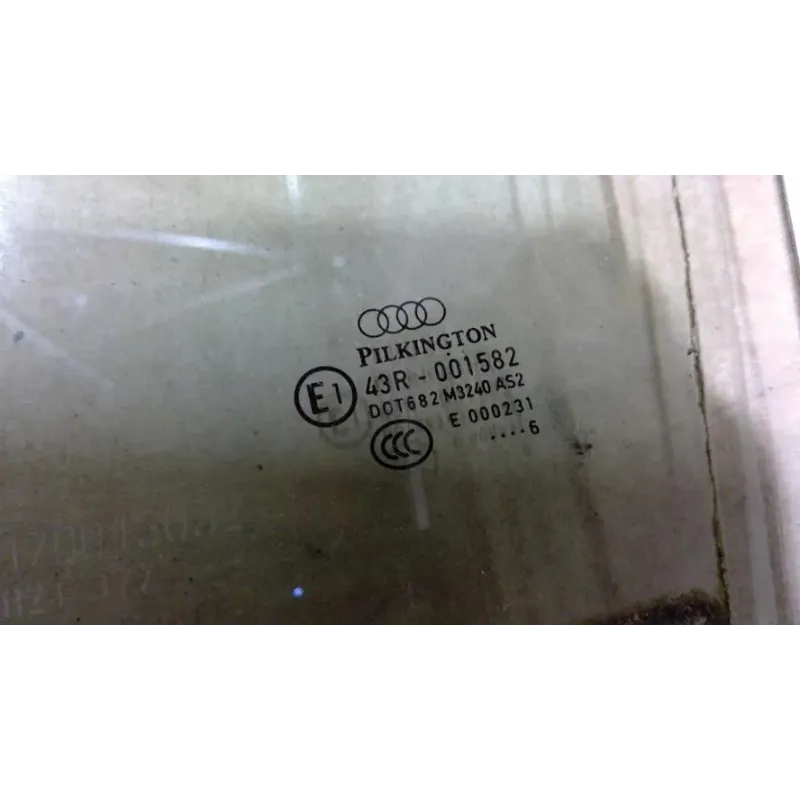 PILKINGTON
E1 43R - 001582
DOT682 M3240 AS2
CCC E 000231
....6